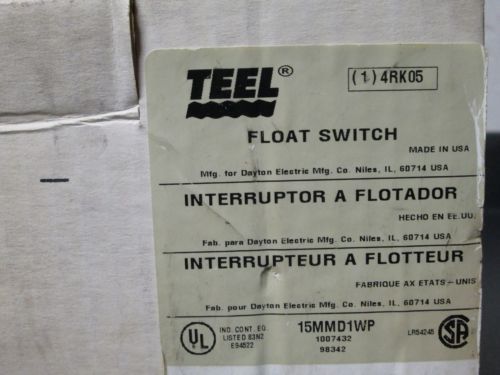 TEEL®
(1) 4RK05
FLOAT SWITCH
MADE IN USA
Mfg. for Dayton Electric Mfg. Co. Niles, IL, 60714 USA
INTERRUPTOR A FLOTADOR
HECHO EN EE.UU.
Fab. para Dayton Electric Mfg. Co. Niles, IL. 60714 USA
INTERRUPTEUR A FLOTTEUR
FABRIQUE AX ETATS-UNIS
Fab. pour Dayton Electric Mfg. Co. Niles, IL, 60714 USA
UL
IND. CONT. EQ.
LISTED 83N2
E94522
15MMD1WP
1007432
98342
LR54245
SA